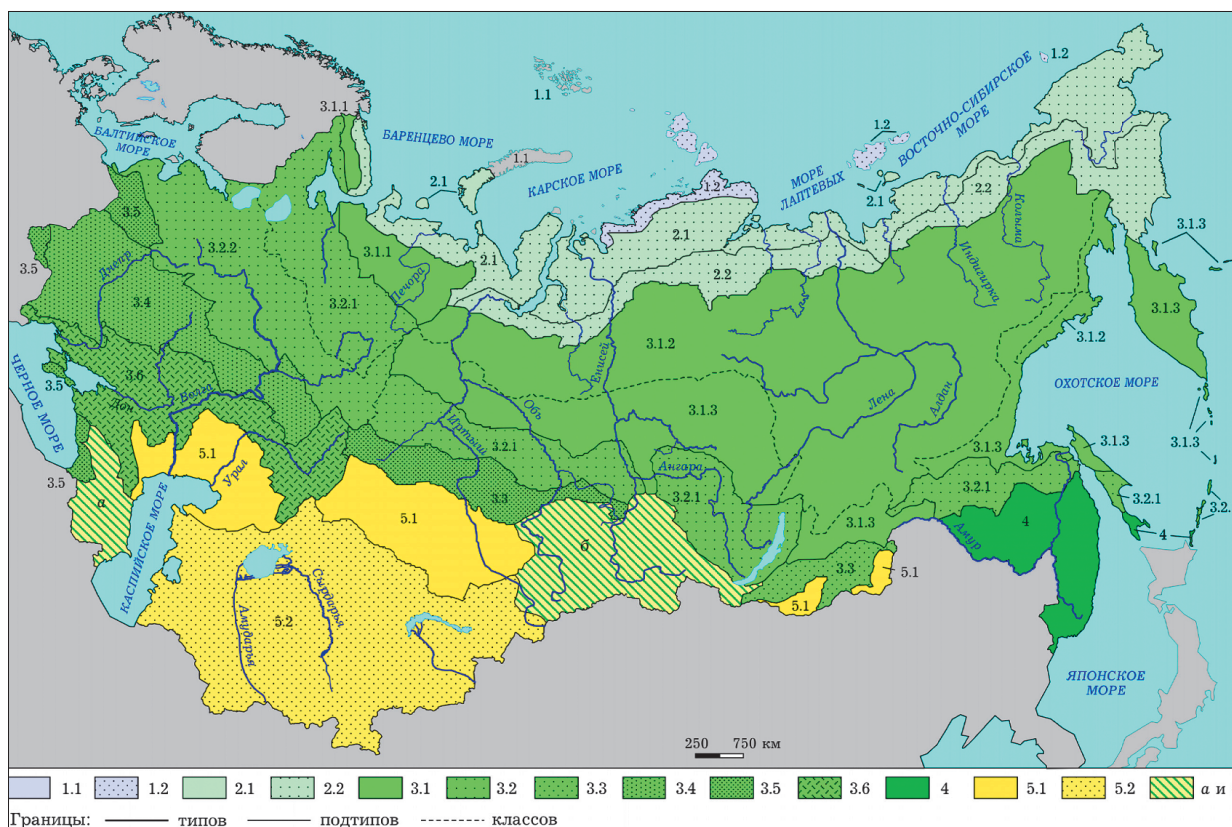 1.2
1.1
3.1.1
БАЛТИЙСКОЕ
МОРЕ
БАРЕНЦЕВО МОРЕ
1.1
КАРСКОЕ МОРЕ
МОРЕ
ЛАПТЕВЫХ
ВОСТОЧНО-СИБИРСКОЕ
МОРЕ
1.2
1.2
2.1
2.1
2.2
3.5
3.5
3.2.2
3.1.1
2.1
2.1
2.2
3.1.3
Днепр
Печора
Колыма
Индигирка
3.4
3.2.1
3.1.3
3.1.2
3.1.2
ЧЕРНОЕ МОРЕ
3.5
3.6
Дон
Волга
Енисей
Обь
Иртыш
Лена
Алдан
ОХОТСКОЕ МОРЕ
3.1.3
3.1.3
3.1.3
3.1.3
5.1
Урал
3.2.1
Ангара
3.2.1
3.2.1
3.2.1
3.2.
3.5
а
3.3
5.1
б
3.1.3
4
4
Амур
3.3
5.1
5.1
КАСПИЙСКОЕ МОРЕ
Сырдарья
Амударья
5.2
ЯПОНСКОЕ
МОРЕ
250 750 км
1.1 1.2 2.1 2.2 3.1 3.2 3.3 3.4 3.5 3.6 4 5.1 5.2 а и
Границы: типов подтипов классов